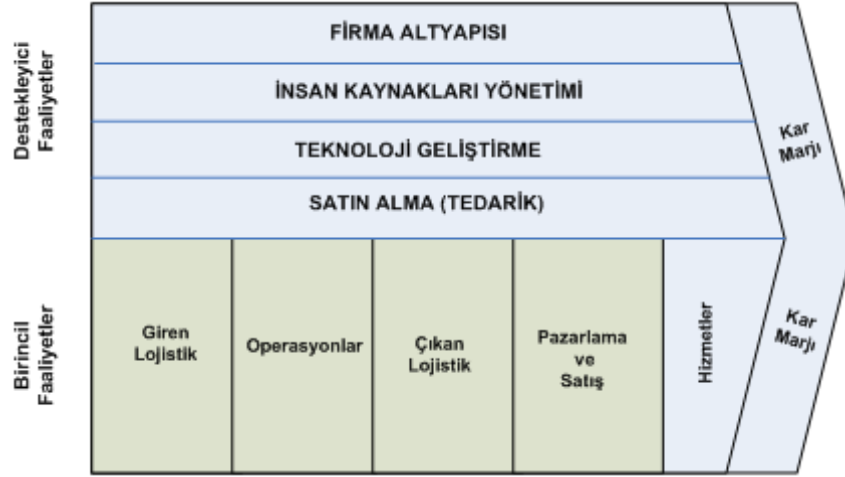 Destekleyici
Faaliyetler
FİRMA ALTYAPISI
İNSAN KAYNAKLARI YÖNETİMİ
TEKNOLOJİ GELİŞTİRME
SATIN ALMA (TEDARİK)
Kar
Marjı
Birincil
Faaliyetler
Giren
Lojistik
Operasyonlar
Çıkan
Lojistik
Pazarlama
ve
Satış
Hizmetler
Kar
Marjı